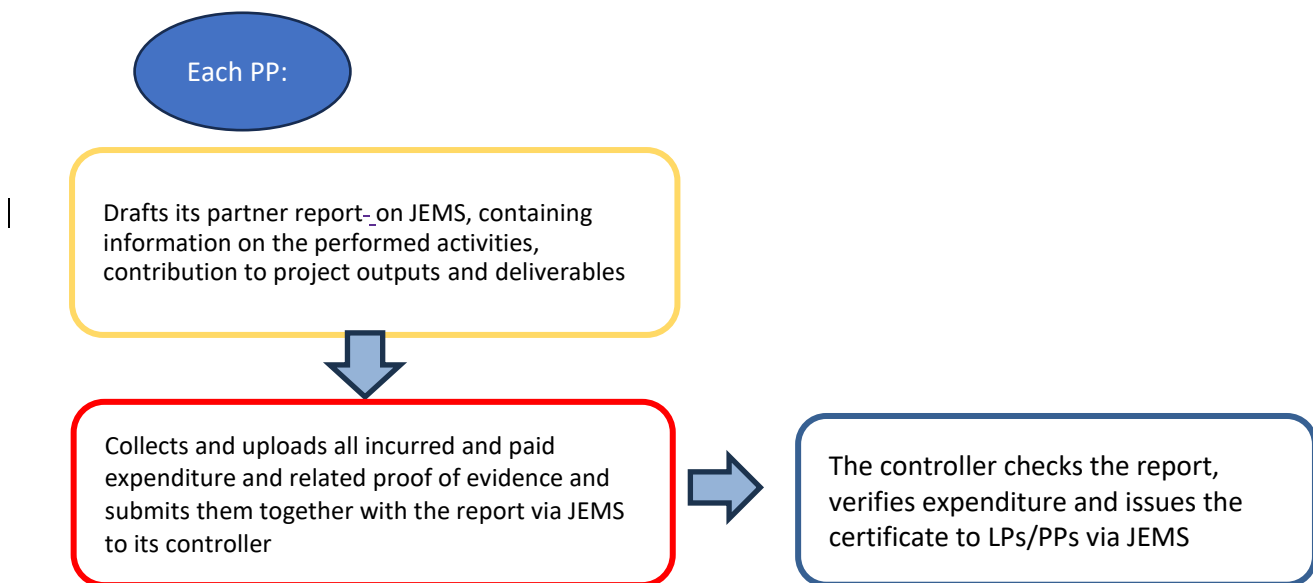 Each PP:
Drafts its partner report- on JEMS, containing
information on the performed activities,
contribution to project outputs and deliverables
Collects and uploads all incurred and paid
expenditure and related proof of evidence and
submits them together with the report via JEMS
to its controller
The controller checks the report,
verifies expenditure and issues the
certificate to LPs/PPs via JEMS